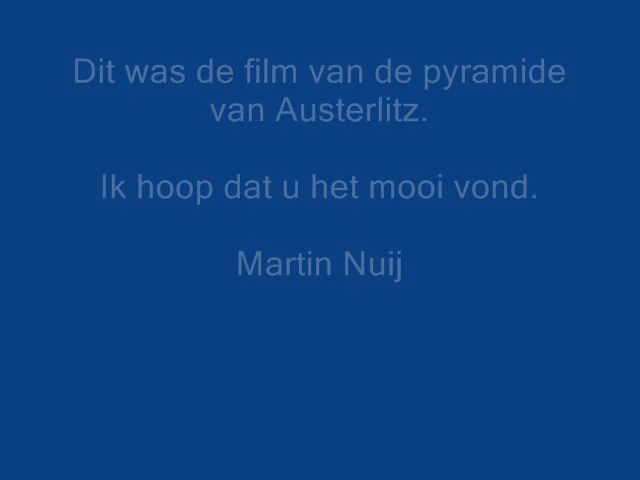 Dit was de film van de pyramide
van Austerlitz.
Ik hoop dat u het mooi vond.
Martin Nuij